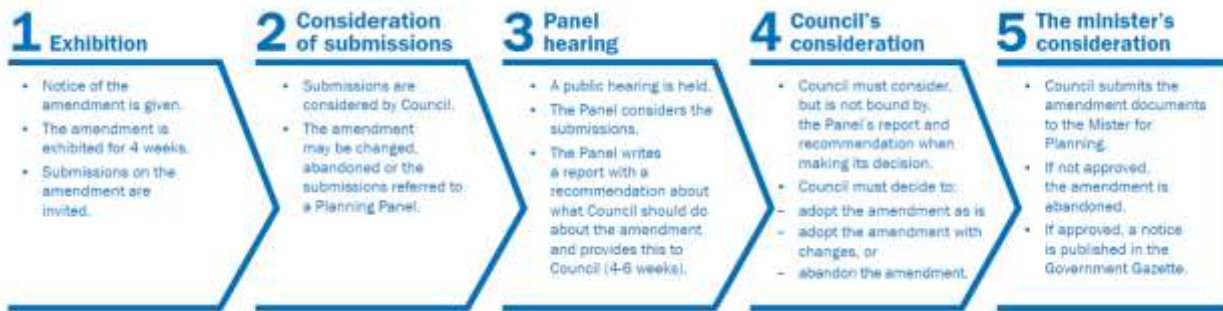 1 Exhibition
• Notice of the
amendment is given.
• The amendment is
exhibited for 4 weeks.
• Submissions on the
amendment are
invited.
2 Consideration
of submissions
• Submissions are
considered by Council.
• The amendment
may be changed,
abandoned or the
submissions referred to
a Planning Panel.
3 Panel
hearing
• A public hearing is held.
• The Panel considers the
submissions.
• The Panel writes
a report with a
recommendation about
what Council should do
about the amendment
and provides this to
Council (4-6 weeks).
4 Council's
consideration
• Council must consider,
but is not bound by,
the Panel's report and
recommendation when
making its decision.
• Council must decide to:
– adopt the amendment as is
– adopt the amendment with
changes, or
– abandon the amendment.
5 The minister's
consideration
• Council submits the
amendment documents
to the Mister for
Planning.
• If not approved,
the amendment is
abandoned.
• If approved, a notice
is published in the
Government Gazette.